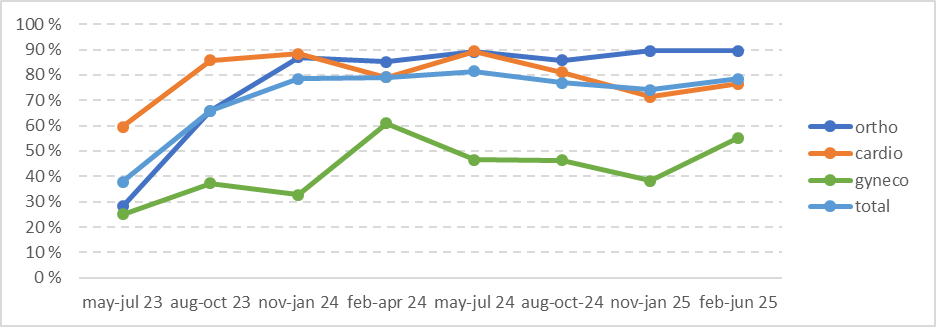 100 %
90 %
80 %
70 %
60 %
50 %
40 %
30 %
20 %
10 %
0 %
may-jul 23 aug-oct 23 nov-jan 24 feb-apr 24 may-jul 24 aug-oct-24 nov-jan 25 feb-jun 25
ortho
cardio
gyneco
total